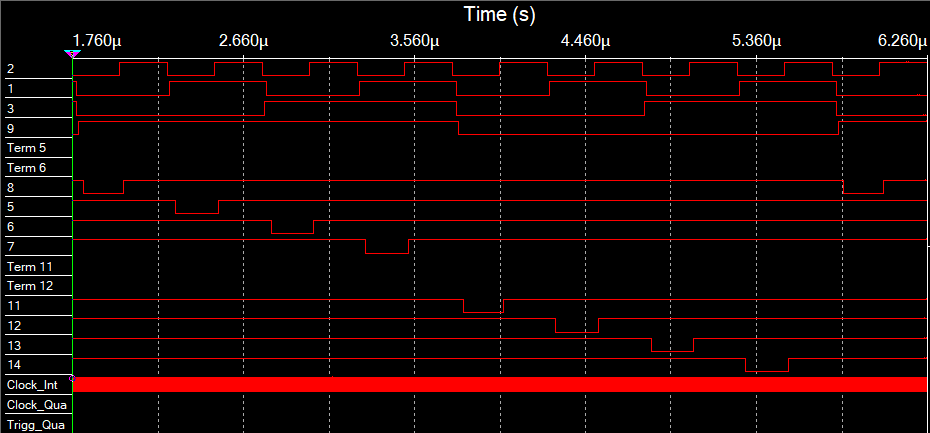 Time (s)
1.760µ 2.660µ 3.560µ 4.460µ 5.360µ 6.260µ
2
1
3
9
Term 5
Term 6
8
5
6
7
Term 11
Term 12
11
12
13
14
Clock_Int
Clock_Qua
Trigg_Qua